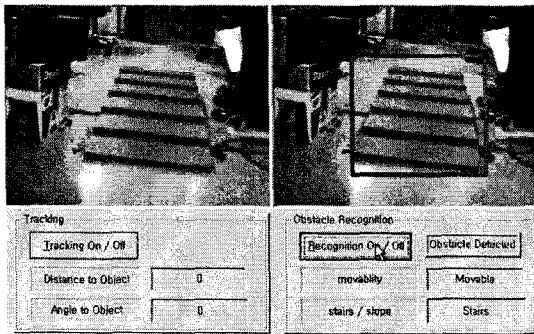 Tracking
Tracking On / Off
Distance to Object 0
Angle to Object 0
Obstacle Recognition
Recognition On / Off Obstacle Detected
movablity Movable
stairs / slope Stairs